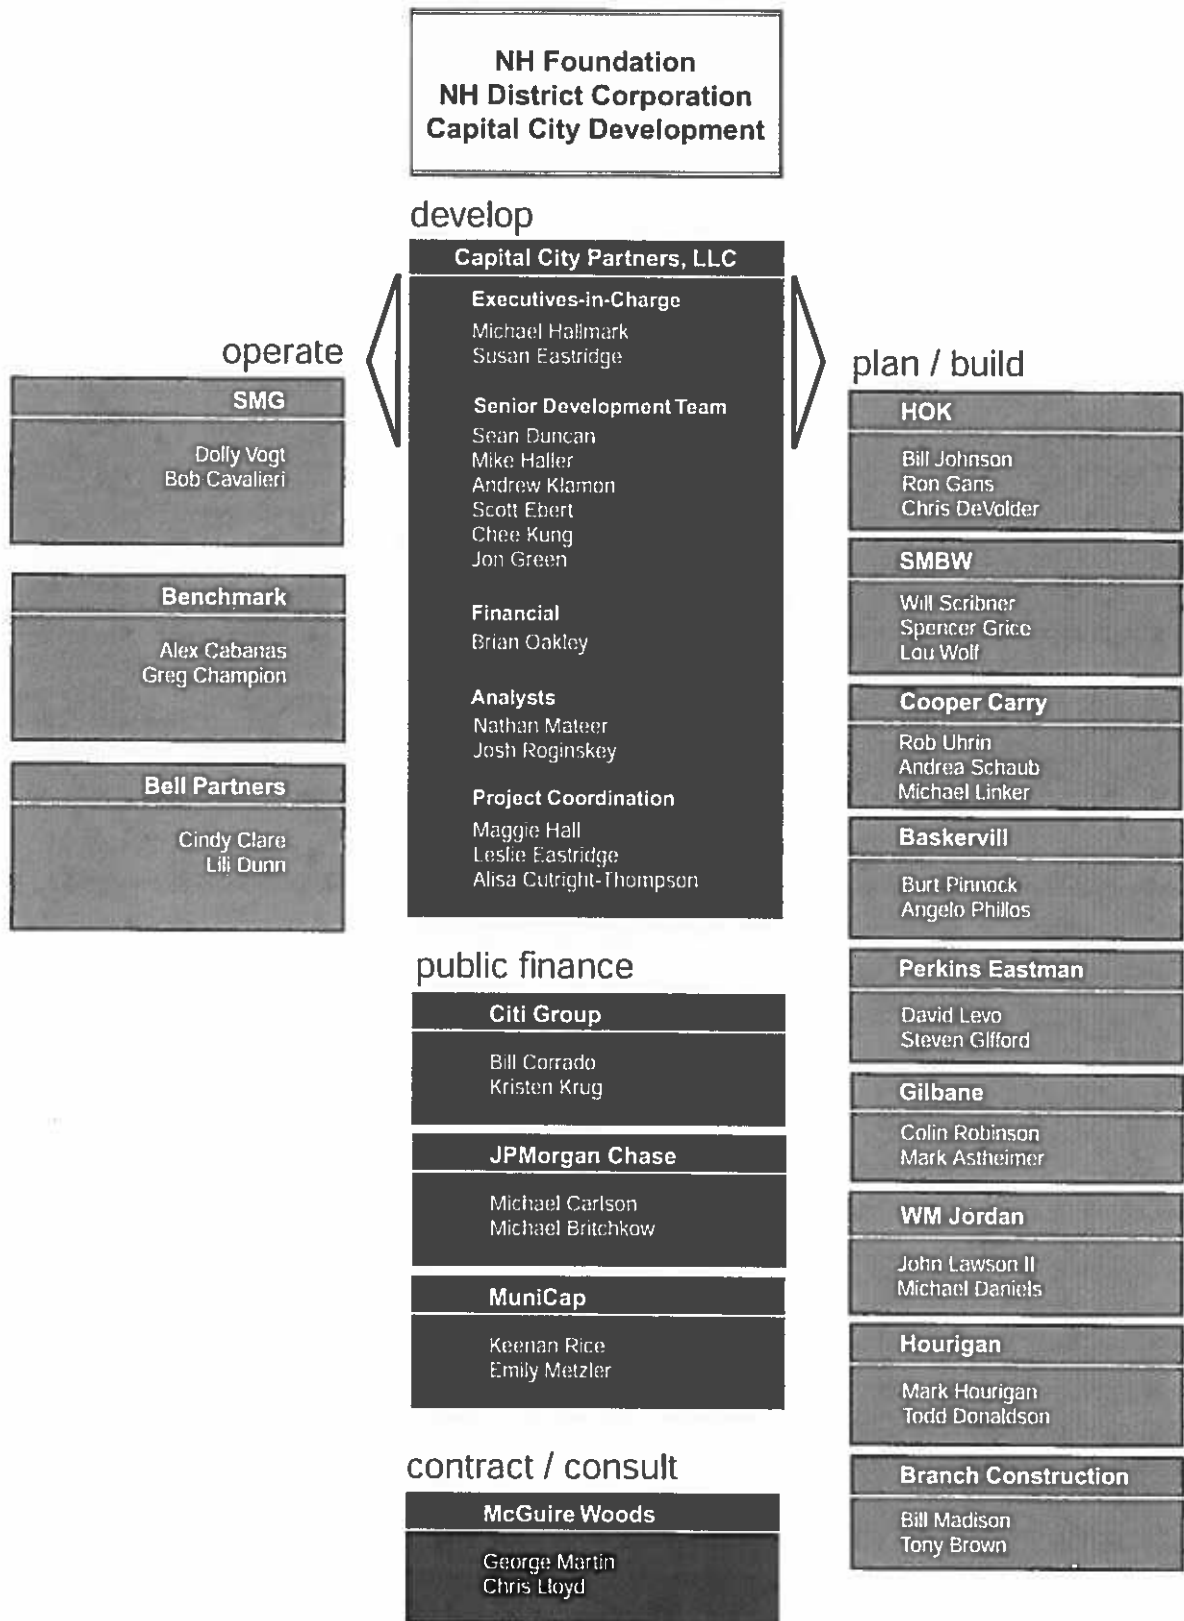 NH Foundation
NH District Corporation
Capital City Development
develop
Capital City Partners, LLC
Executives-in-Charge
Michael Hallmark
Susan Eastridge
Senior Development Team
Sean Duncan
Mike Haller
Andrew Klamon
Scott Ebert
Chee Kung
Jon Green
Financial
Brian Oakley
Analysts
Nathan Mateer
Josh Roginskey
Project Coordination
Maggie Hall
Leslie Eastridge
Alisa Cutright-Thompson
operate
SMG
Dolly Vogt
Bob Cavalieri
Benchmark
Alex Cabanas
Greg Champion
Bell Partners
Cindy Clare
Lili Dunn
public finance
Citi Group
Bill Corrado
Kristen Krug
JPMorgan Chase
Michael Carlson
Michael Britchkow
MuniCap
Keenan Rice
Emily Metzler
contract / consult
McGuire Woods
George Martin
Chris Lloyd
plan / build
HOK
Bill Johnson
Ron Gans
Chris DeVolder
SMBW
Will Scribner
Spencer Grice
Lou Wolf
Cooper Carry
Rob Uhrin
Andrea Schaub
Michael Linker
Baskervill
Burt Pinnock
Angelo Phillos
Perkins Eastman
David Levo
Steven Gifford
Gilbane
Colin Robinson
Mark Astheimer
WM Jordan
John Lawson II
Michael Daniels
Hourigan
Mark Hourigan
Todd Donaldson
Branch Construction
Bill Madison
Tony Brown